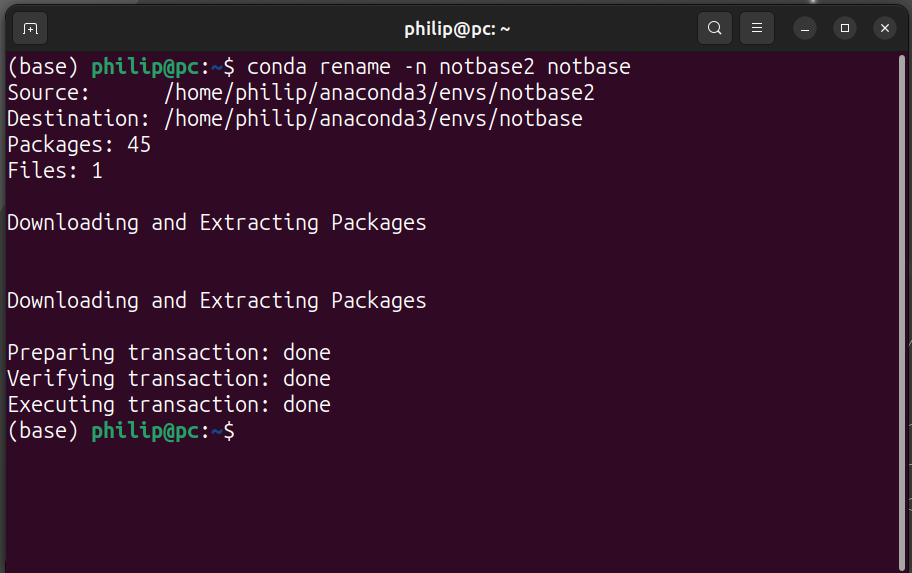 philip@pc: ~
(base) philip@pc:~$ conda rename -n notbase2 notbase
Source:      /home/philip/anaconda3/envs/notbase2
Destination: /home/philip/anaconda3/envs/notbase
Packages: 45
Files: 1
Downloading and Extracting Packages
Downloading and Extracting Packages
Preparing transaction: done
Verifying transaction: done
Executing transaction: done
(base) philip@pc:~$